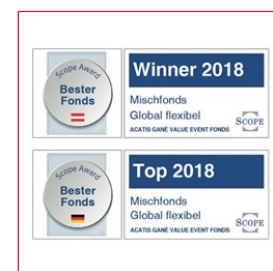 Scope Award
Bester
Fonds
Winner 2018
Mischfonds
Global flexibel
ACATIS GANÉ VALUE EVENT FONDS
SCOPE
Scope Award
Bester
Fonds
Top 2018
Mischfonds
Global flexibel
ACATIS GANÉ VALUE EVENT FONDS
SCOPE